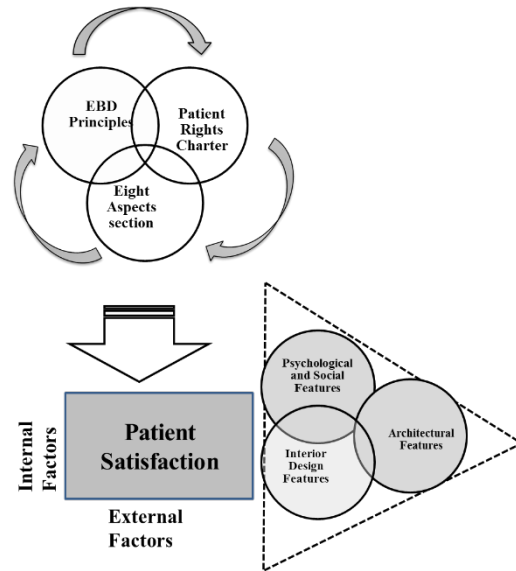 EBD
Principles
Patient
Rights
Charter
Eight
Aspects
section
Psychological
and Social
Features
Architectural
Features
Interior
Design
Features
Patient
Satisfaction
Internal
Factors
External
Factors